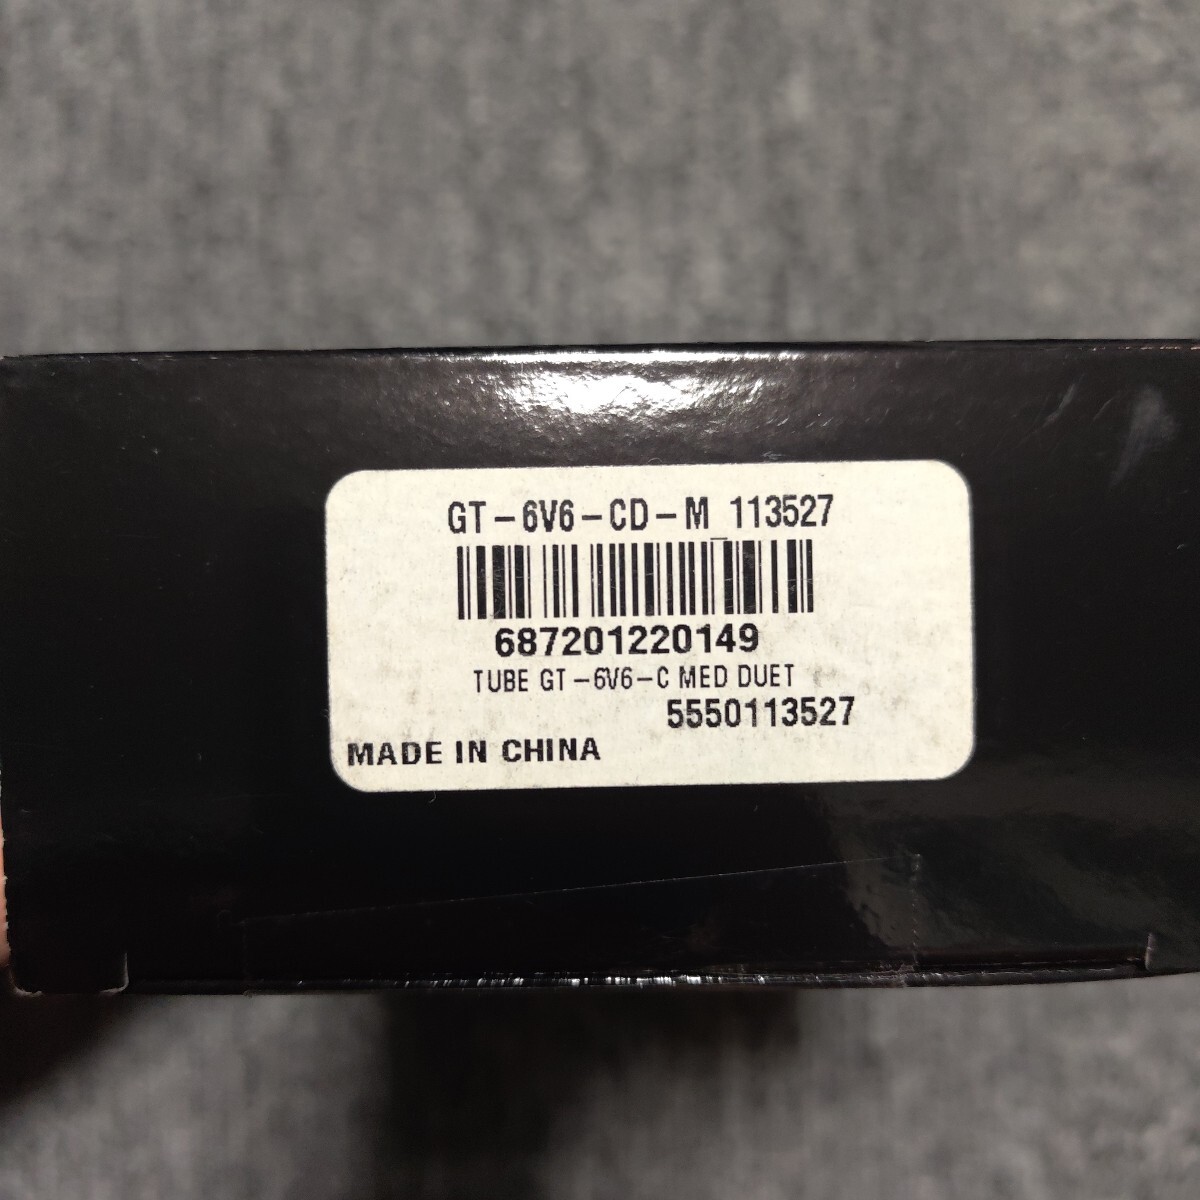 GT-6V6-CD-M 113527
687201220149
TUBE GT-6V6-C MED DUET
5550113527
MADE IN CHINA